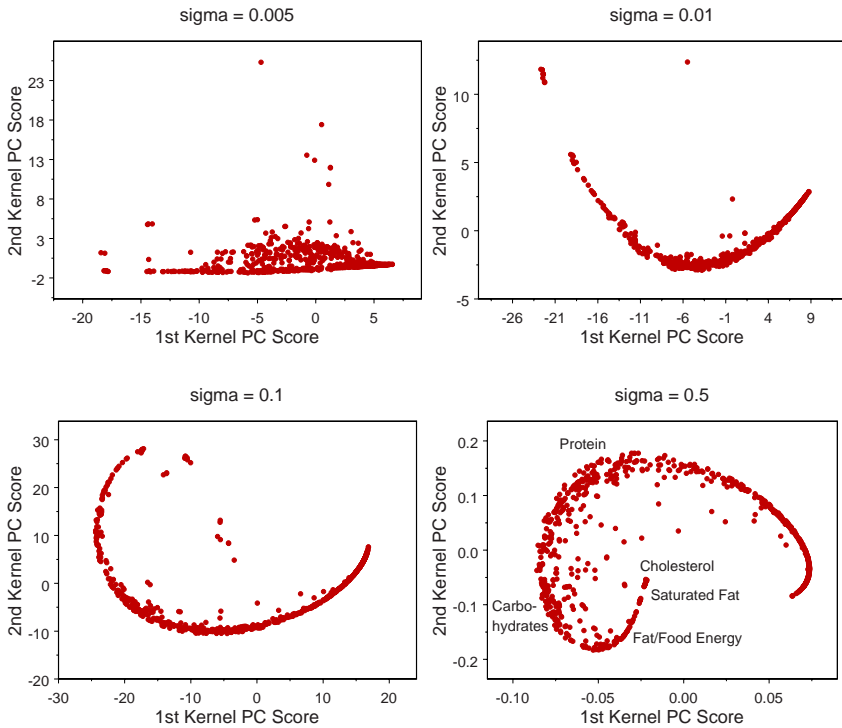 sigma = 0.005
2nd Kernel PC Score
23
18
13
8
3
-2
-20
-15
-10
-5
0
5
1st Kernel PC Score
sigma = 0.01
2nd Kernel PC Score
10
5
0
-5
-26
-21
-16
-11
-6
-1
4
9
1st Kernel PC Score
sigma = 0.1
2nd Kernel PC Score
30
20
10
0
-10
-20
-30
-20
-10
0
10
20
1st Kernel PC Score
sigma = 0.5
2nd Kernel PC Score
0.2
0.1
0.0
-0.1
-0.2
Protein
Cholesterol
Saturated Fat
Carbo-
hydrates
Fat/Food Energy
-0.10
-0.05
0.00
0.05
1st Kernel PC Score